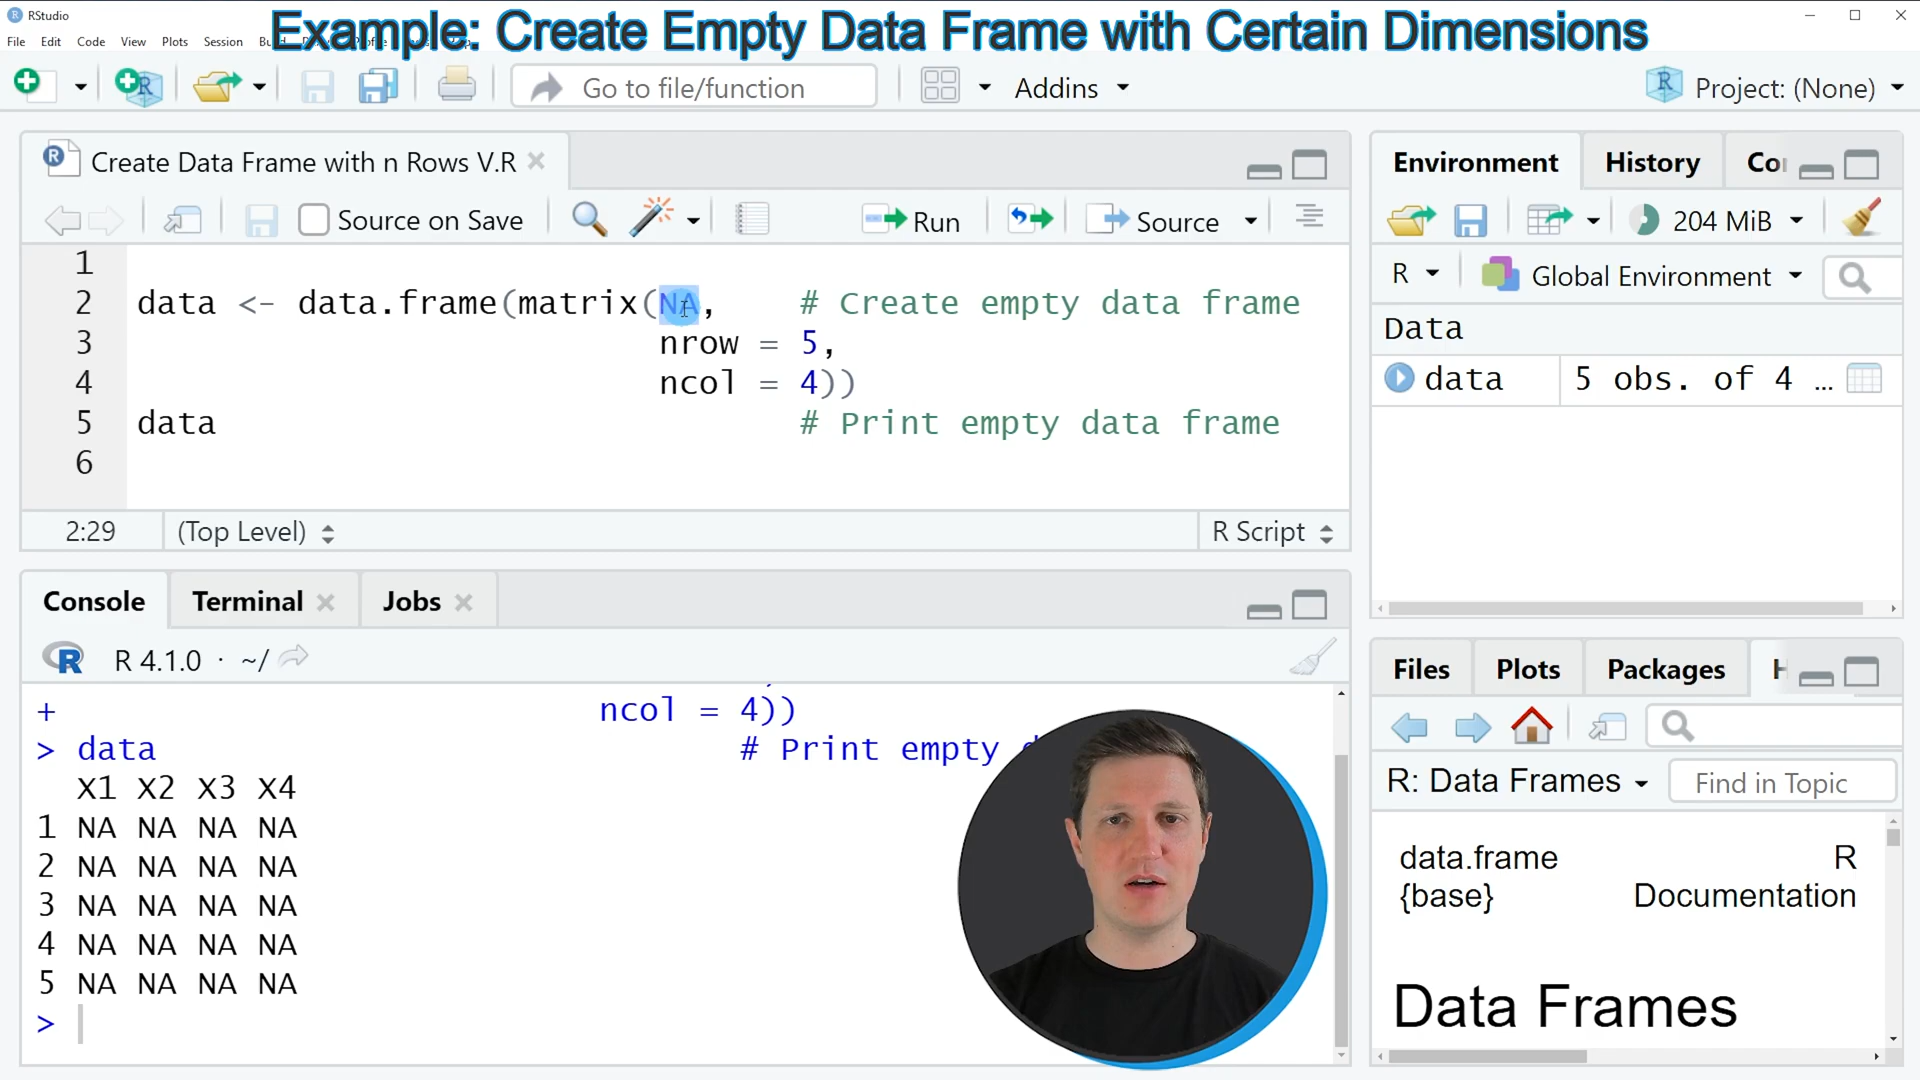 RStudio
Example: Create Empty Data Frame with Certain Dimensions
File Edit Code View Plots Session
Go to file/function
Addins
Project: (None)
Create Data Frame with n Rows V.R
Source on Save
Run
Source
1
2 data <- data.frame(matrix(NA, # Create empty data frame
3 nrow = 5,
4 ncol = 4))
5 data # Print empty data frame
6
2:29 (Top Level) R Script
Console Terminal Jobs
R 4.1.0 · ~/
+ ncol = 4))
> data # Print empty
X1 X2 X3 X4
1 NA NA NA NA
2 NA NA NA NA
3 NA NA NA NA
4 NA NA NA NA
5 NA NA NA NA
>
Environment History
204 MiB
R Global Environment
Data
data 5 obs. of 4 ...
Files Plots Packages
R: Data Frames Find in Topic
data.frame R
{base} Documentation
Data Frames